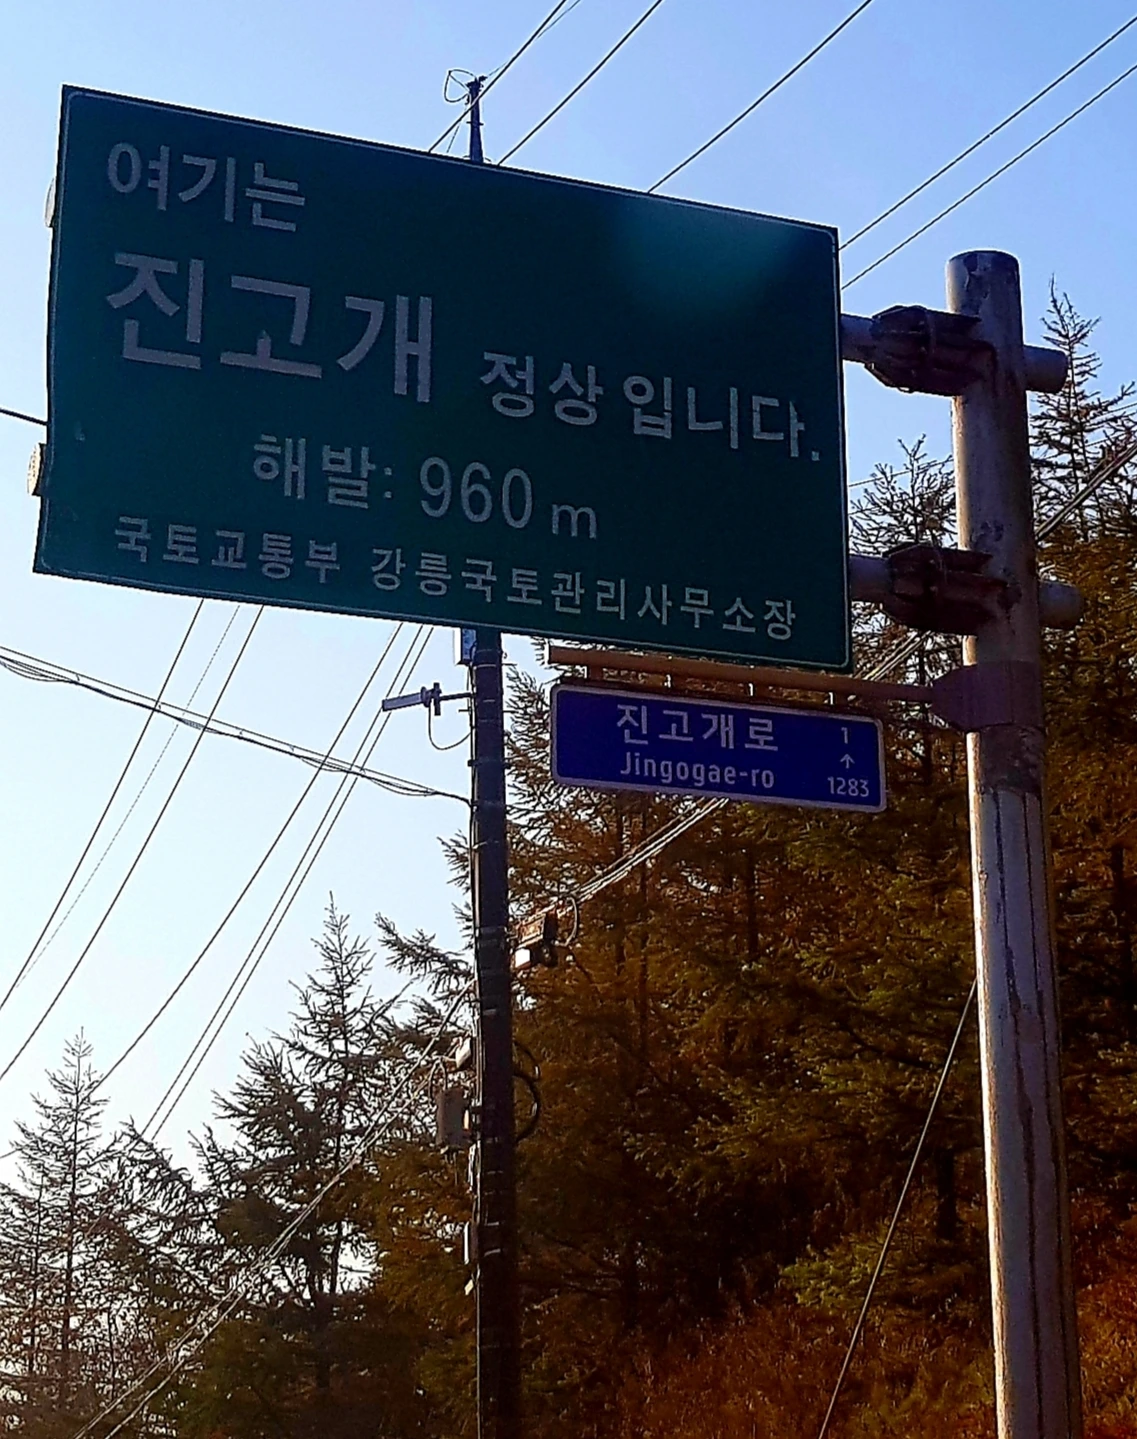 여기는
진고개 정상입니다.
해발: 960m
국토교통부 강릉국토관리사무소장
진고개로 1
Jingogae-ro ↑
1283